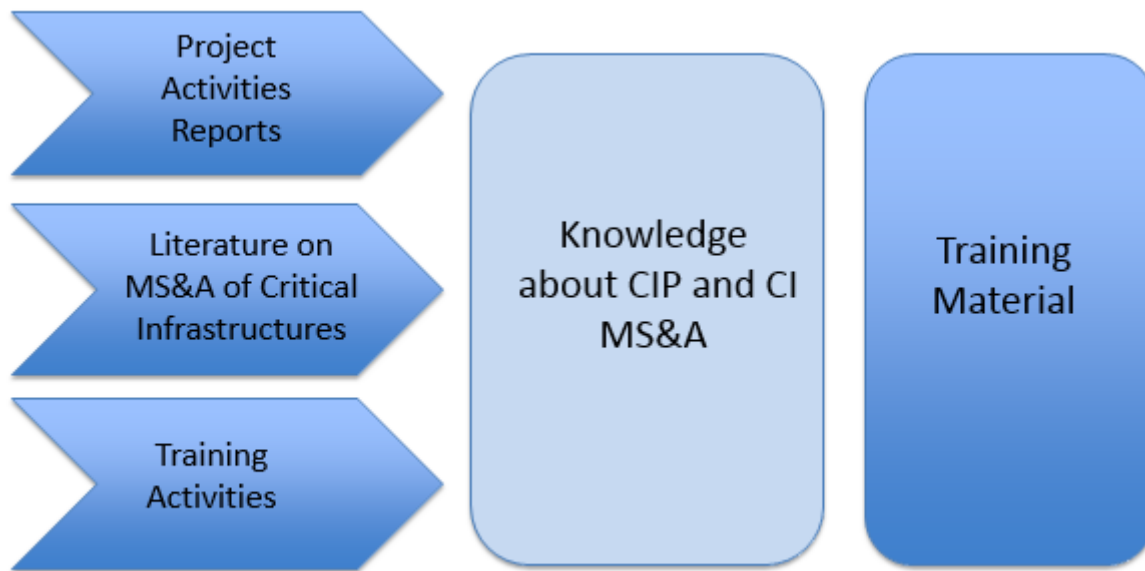 Project
Activities
Reports
Literature on
MS&A of Critical
Infrastructures
Training
Activities
Knowledge
about CIP and CI
MS&A
Training
Material